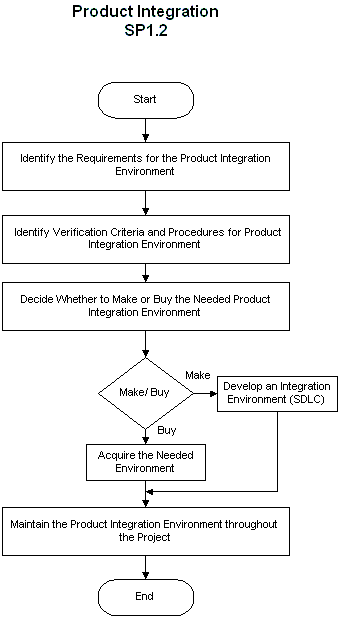 Product Integration
SP1.2
Start
Identify the Requirements for the Product Integration
Environment
Identify Verification Criteria and Procedures for Product
Integration Environment
Decide Whether to Make or Buy the Needed Product
Integration Environment
Make/ Buy
Make
Develop an Integration
Environment (SDLC)
Buy
Acquire the Needed
Environment
Maintain the Product Integration Environment throughout
the Project
End